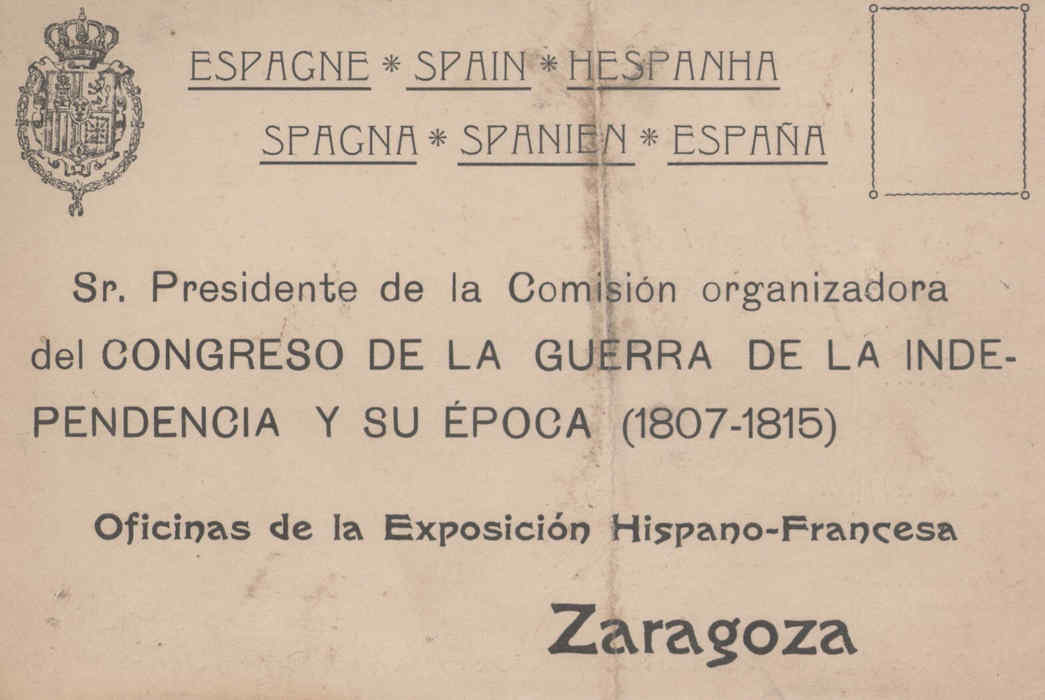 ESPAGNE * SPAIN * HESPANHA
SPAGNA * SPANIEN * ESPAÑA
Sr. Presidente de la Comisión organizadora
del CONGRESO DE LA GUERRA DE LA INDE-
PENDENCIA Y SU ÉPOCA (1807-1815)
Oficinas de la Exposición Hispano-Francesa
Zaragoza